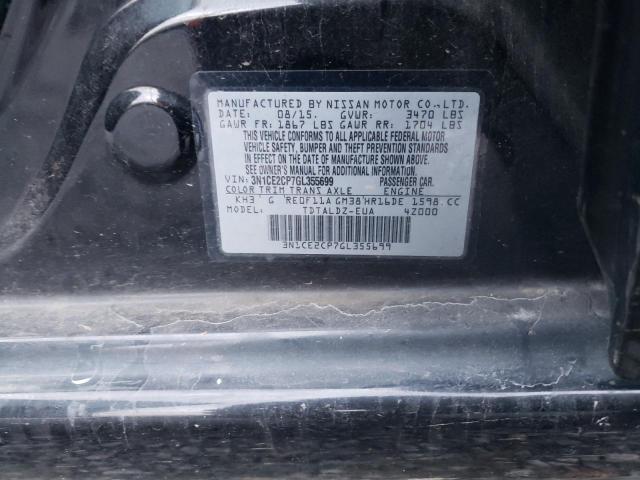 MANUFACTURED BY NISSAN MOTOR CO.,LTD.
DATE: 08/15. GVWR: 3470 LBS
GAWR FR: 1867 LBS GAWR RR: 1704 LBS
THIS VEHICLE CONFORMS TO ALL APPLICABLE FEDERAL MOTOR
VEHICLE SAFETY, BUMPER AND THEFT PREVENTION STANDARDS
IN EFFECT ON THE DATE OF MANUFACTURE SHOWN ABOVE.
SEE OWNER'S MANUAL FOR ADDITIONAL INFORMATION.
VIN: 3N1CE2CP7GL355699 PASSENGER CAR.
COLOR TRIM TRANS AXLE ENGINE
KH3 G RE0F11A GM38 HR16DE 1598.CC
MODEL: TDTALDZ-EUA 42000
3N1CE2CP7GL355699